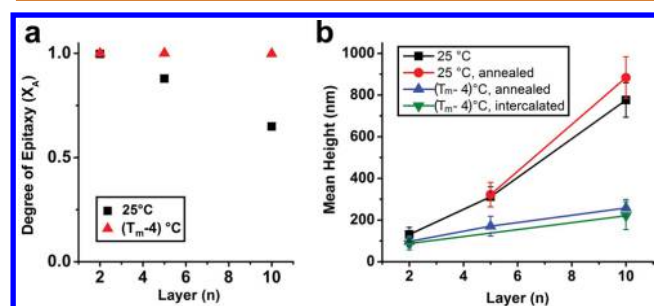 a
Degree of Epitaxy (X_A)
1.0
0.5
0.0
25°C
(Tm-4) °C
2 4 6 8 10
Layer (n)
b
Mean Height (nm)
1000
800
600
400
200
0
25 °C
25 °C, annealed
(Tm- 4)°C, annealed
(Tm- 4)°C, intercalated
2 4 6 8 10
Layer (n)